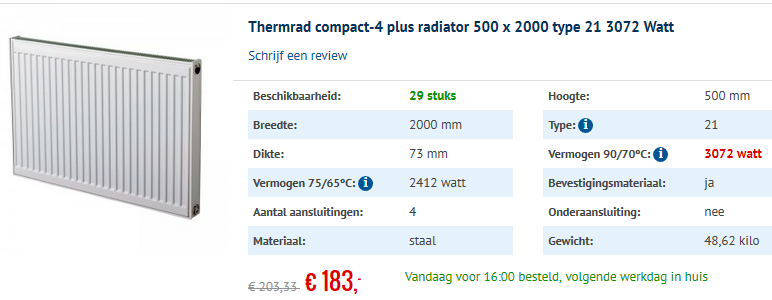 Thermrad compact-4 plus radiator 500 x 2000 type 21 3072 Watt
Schrijf een review
Beschikbaarheid: 29 stuks Hoogte: 500 mm
Breedte: 2000 mm Type: i 21
Dikte: 73 mm Vermogen 90/70ºC: i 3072 watt
Vermogen 75/65ºC: i 2412 watt Bevestigingsmateriaal: ja
Aantal aansluitingen: 4 Onderaansluiting: nee
Materiaal: staal Gewicht: 48,62 kilo
€ 203,33 € 183,- Vandaag voor 16:00 besteld, volgende werkdag in huis